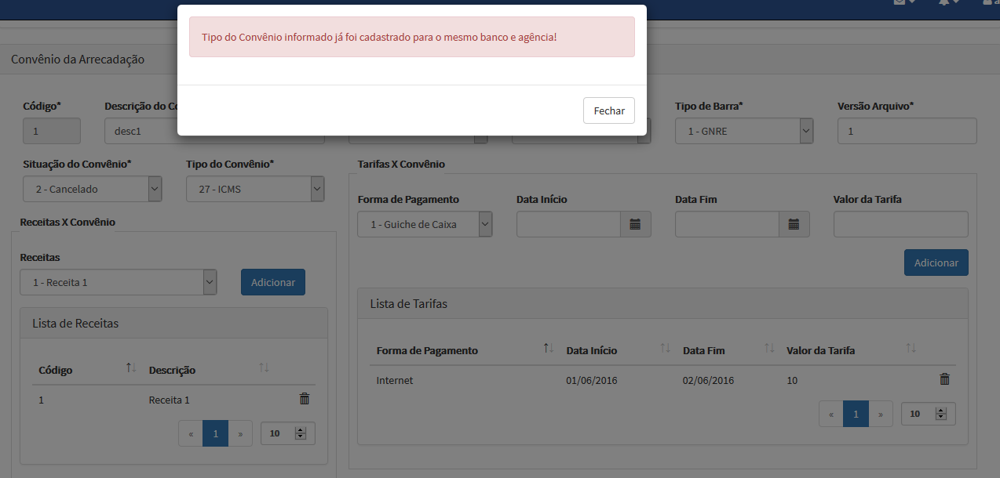 Tipo do Convênio informado já foi cadastrado para o mesmo banco e agência!
Fechar
Convênio da Arrecadação
Código* Descrição do Co Tipo de Barra* Versão Arquivo*
1 desc1 1 - GNRE 1
Situação do Convênio* Tipo do Convênio* Tarifas X Convênio
2 - Cancelado 27 - ICMS
Forma de Pagamento Data Início Data Fim Valor da Tarifa
1 - Guiche de Caixa
Receitas X Convênio
Receitas
1 - Receita 1 Adicionar
Adicionar
Lista de Tarifas
Lista de Receitas
Forma de Pagamento Data Início Data Fim Valor da Tarifa
Código Descrição
Internet 01/06/2016 02/06/2016 10
1 Receita 1
« 1 » 10
« 1 » 10